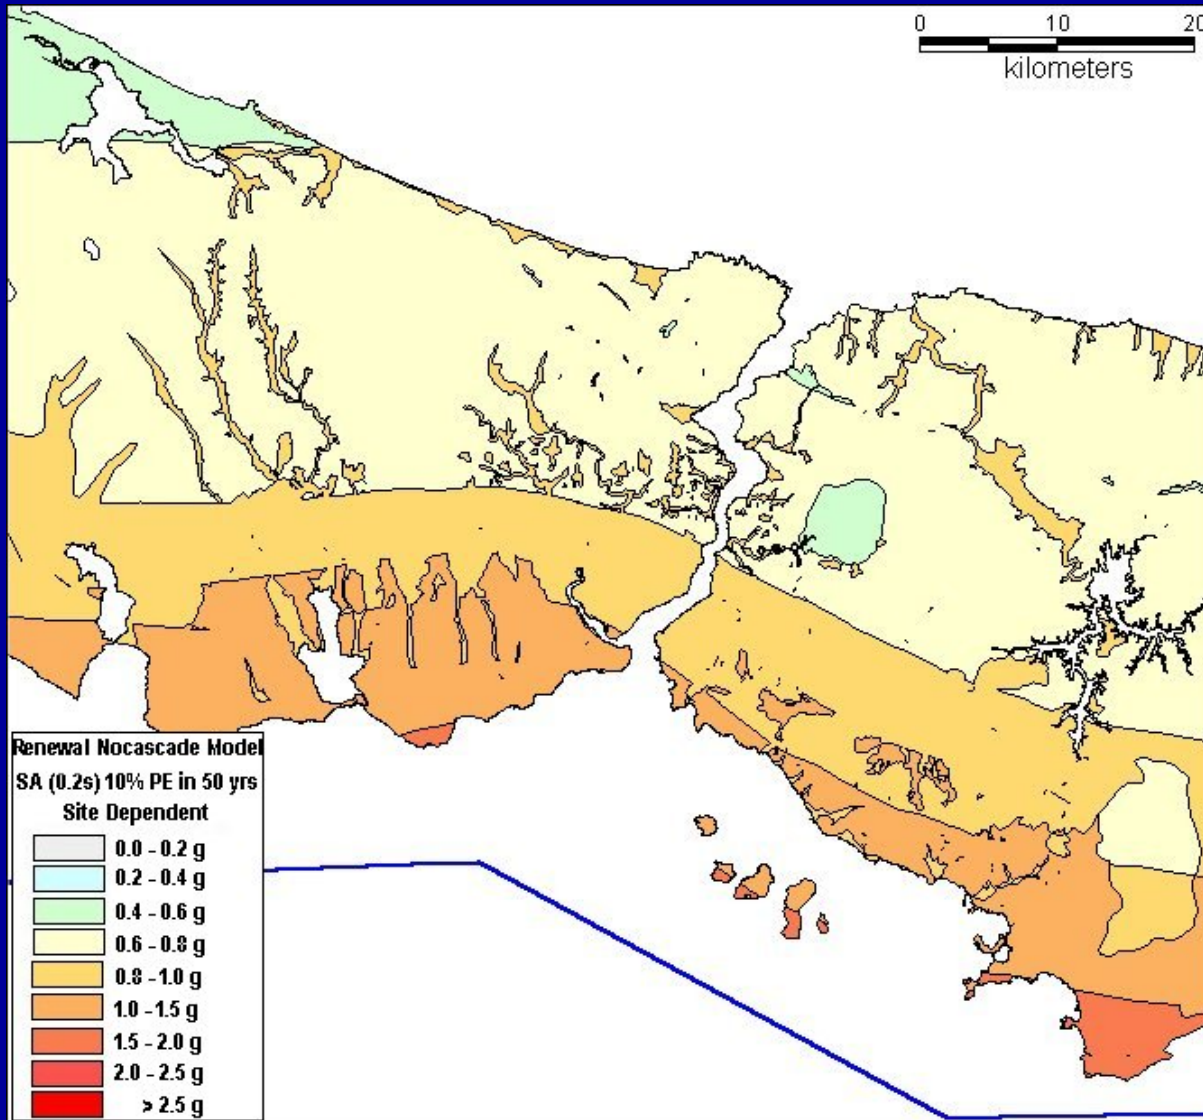 0 10 20
kilometers
Renewal Nocascade Model
SA (0.2s) 10% PE in 50 yrs
Site Dependent
0.0 - 0.2 g
0.2 - 0.4 g
0.4 - 0.6 g
0.6 - 0.8 g
0.8 - 1.0 g
1.0 - 1.5 g
1.5 - 2.0 g
2.0 - 2.5 g
> 2.5 g